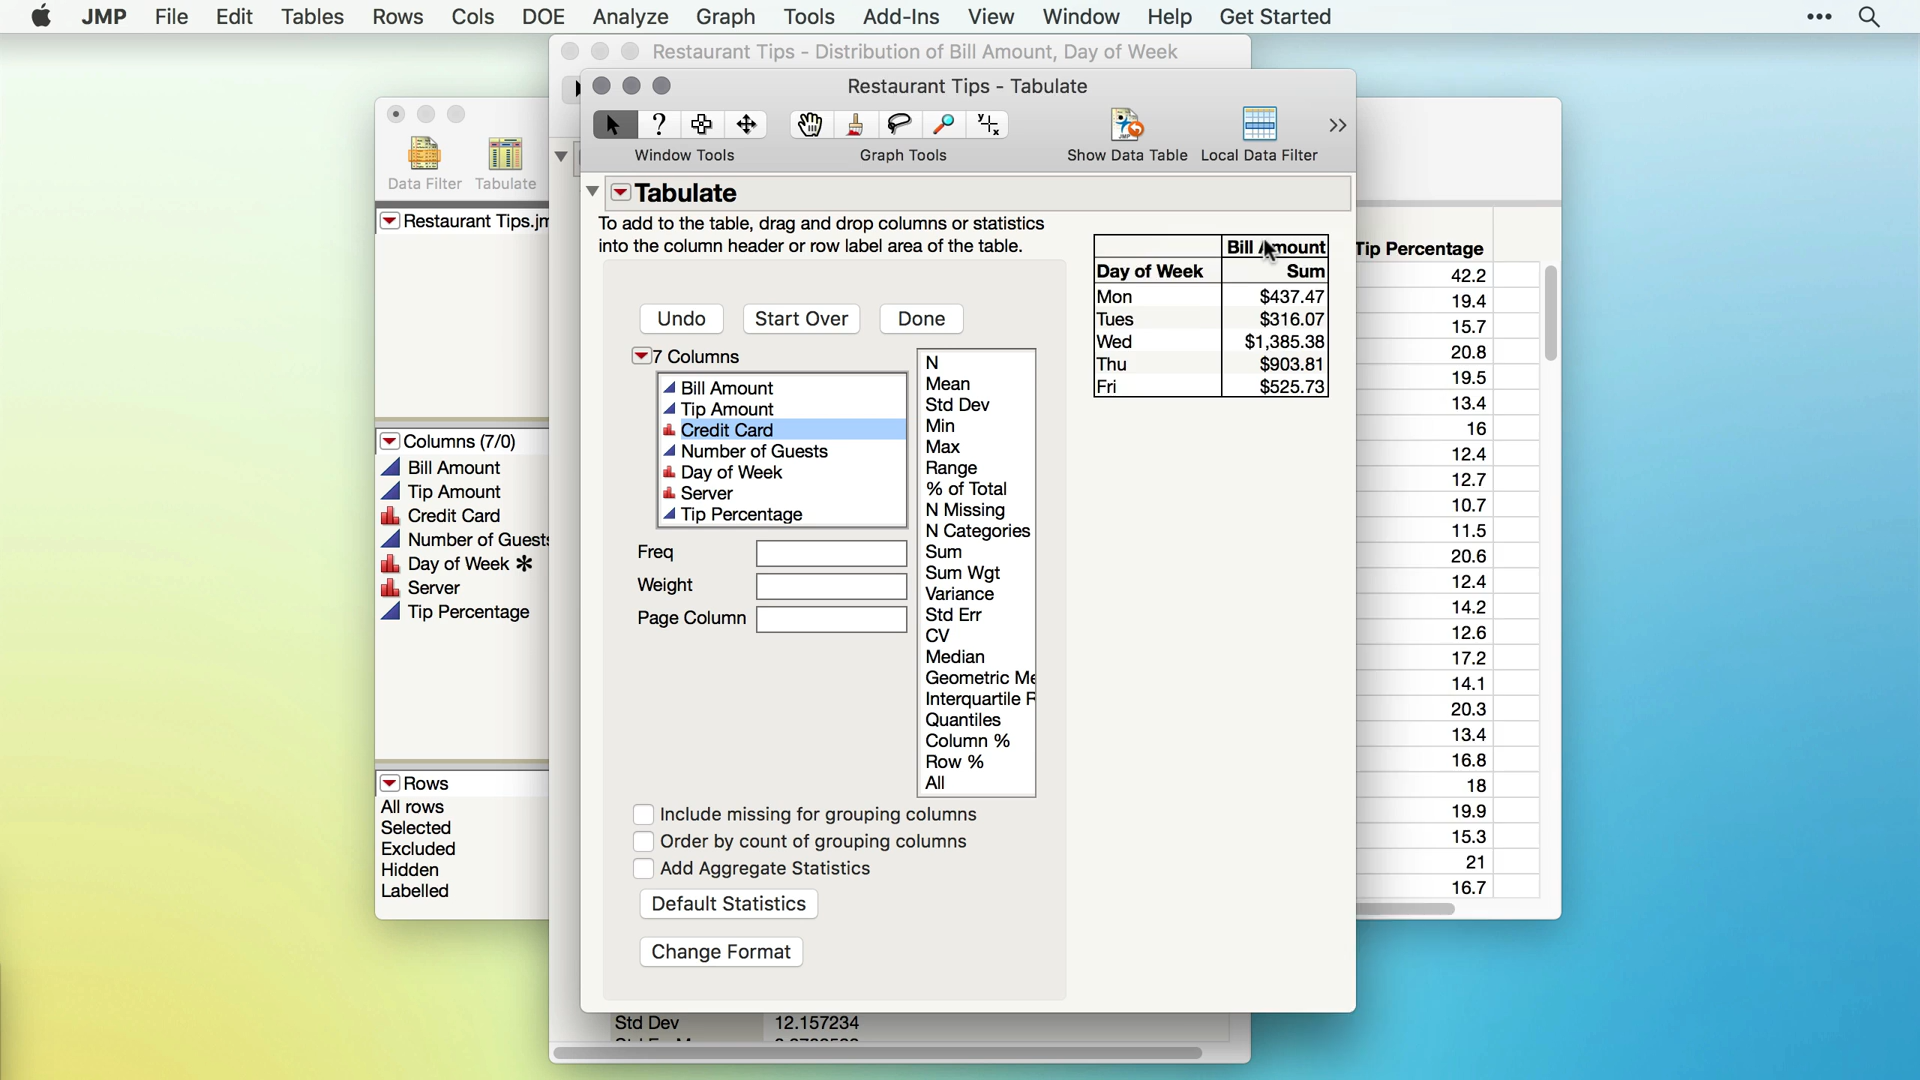 JMP File Edit Tables Rows Cols DOE Analyze Graph Tools Add-Ins View Window Help Get Started
Restaurant Tips - Distribution of Bill Amount, Day of Week
Restaurant Tips - Tabulate
Data Filter Tabulate
Window Tools Graph Tools Show Data Table Local Data Filter
Tabulate
To add to the table, drag and drop columns or statistics
into the column header or row label area of the table.
Undo Start Over Done
7 Columns
Bill Amount
Tip Amount
Credit Card
Number of Guests
Day of Week
Server
Tip Percentage
Freq
Weight
Page Column
N
Mean
Std Dev
Min
Max
Range
% of Total
N Missing
N Categories
Sum
Sum Wgt
Variance
Std Err
CV
Median
Geometric Me
Interquartile R
Quantiles
Column %
Row %
All
Include missing for grouping columns
Order by count of grouping columns
Add Aggregate Statistics
Default Statistics
Change Format
Bill Amount
Day of Week Sum
Mon $437.47
Tues $316.07
Wed $1,385.38
Thu $903.81
Fri $525.73
Restaurant Tips.jm
Columns (7/0)
Bill Amount
Tip Amount
Credit Card
Number of Guests
Day of Week *
Server
Tip Percentage
Rows
All rows
Selected
Excluded
Hidden
Labelled
Tip Percentage
42.2
19.4
15.7
20.8
19.5
13.4
16
12.4
12.7
10.7
11.5
20.6
12.4
14.2
12.6
17.2
14.1
20.3
13.4
16.8
18
19.9
15.3
21
16.7
Std Dev 12.157234